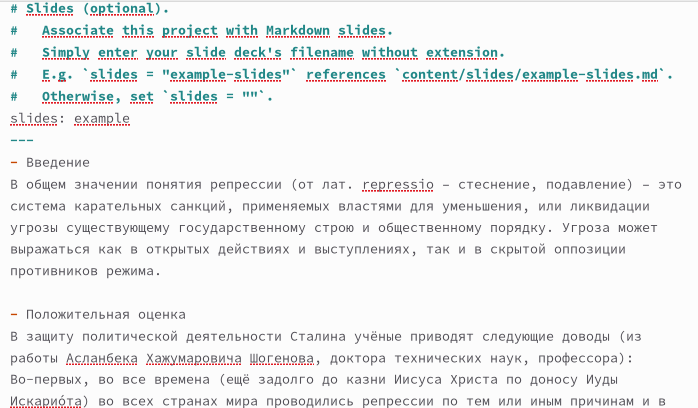 # Slides (optional).
#   Associate this project with Markdown slides.
#   Simply enter your slide deck's filename without extension.
#   E.g. `slides = "example-slides"` references `content/slides/example-slides.md`.
#   Otherwise, set `slides = ""`.
slides: example
---
- Введение
В общем значении понятия репрессии (от лат. repressio – стеснение, подавление) – это
система карательных санкций, применяемых властями для уменьшения, или ликвидации
угрозы существующему государственному строю и общественному порядку. Угроза может
выражаться как в открытых действиях и выступлениях, так и в скрытой оппозиции
противников режима.
- Положительная оценка
В защиту политической деятельности Сталина учёные приводят следующие доводы (из
работы Асланбека Хажумаровича Шогенова, доктора технических наук, профессора):
Во-первых, во все времена (ещё задолго до казни Иисуса Христа по доносу Иуды
Искарио́та) во всех странах мира проводились репрессии по тем или иным причинам и в